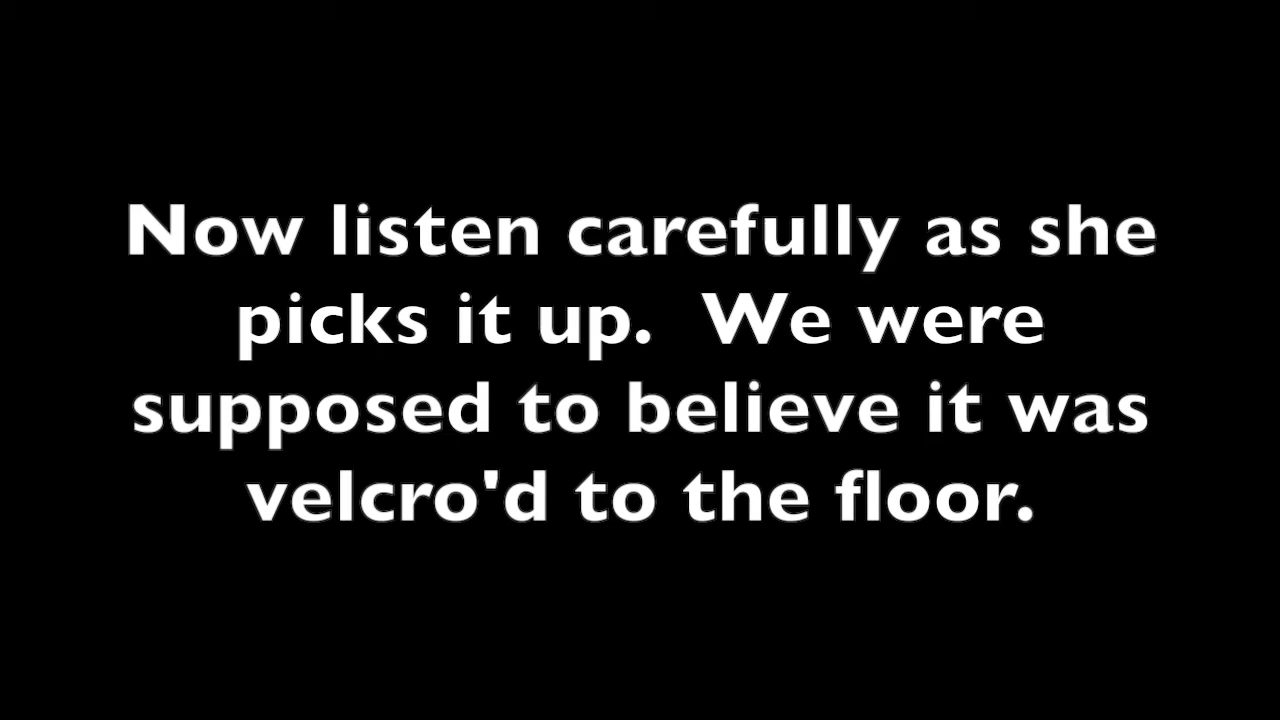 Now listen carefully as she
picks it up.  We were
supposed to believe it was
velcro'd to the floor.